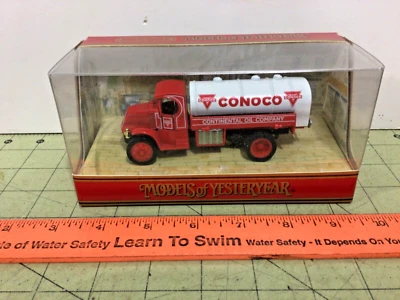 CONOCO
CONTINENTAL OIL COMPANY
MODELS of YESTERYEAR
10 9 8 7 6 5 4 3 2 1
s of Water Safety Learn To Swim Water Safety - It Depends On You